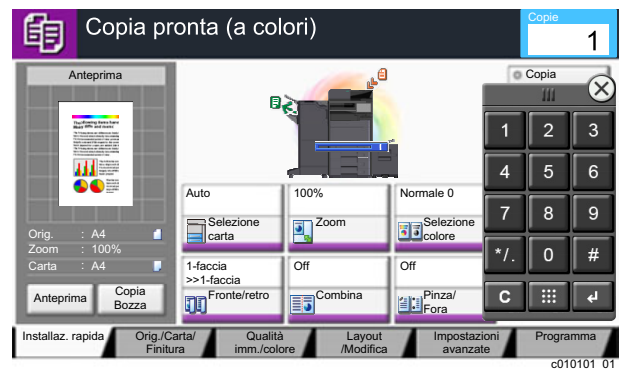 Copia pronta (a colori)
Copie
1
Anteprima
Copia
Orig. : A4
Zoom : 100%
Carta : A4
Anteprima
Copia
Bozza
Auto
Selezione
carta
100%
Zoom
Normale 0
Selezione
colore
1-faccia
>>1-faccia
Fronte/retro
Off
Combina
Off
Pinza/
Fora
1 2 3
4 5 6
7 8 9
*/. 0 #
C
Installaz. rapida
Orig./Carta/
Finitura
Qualità
imm./colore
Layout
/Modifica
Impostazioni
avanzate
Programma
c010101_01